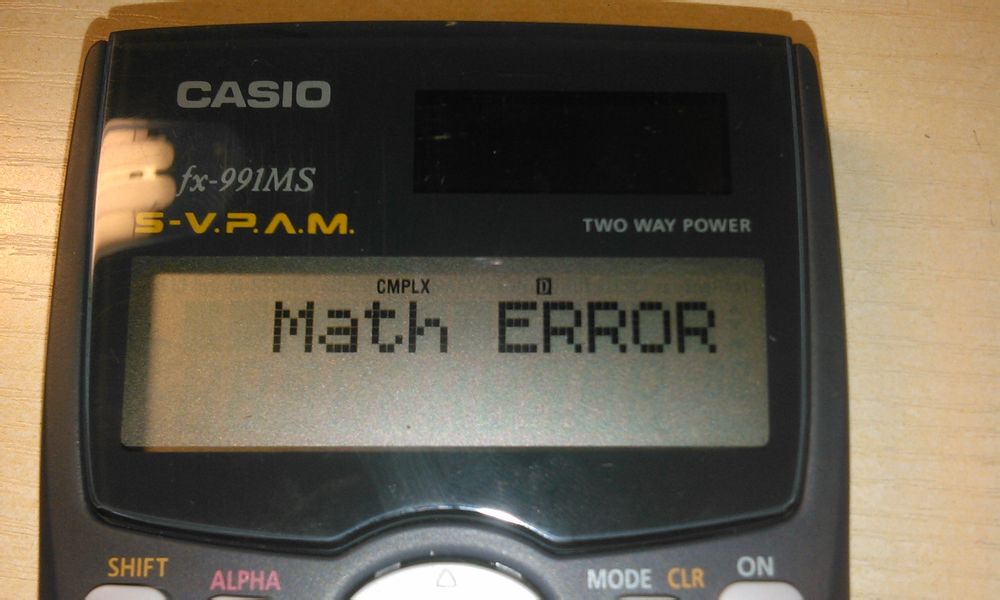 CASIO
fx-991MS
S-V.P.A.M.
TWO WAY POWER
CMPLX D
Math ERROR
SHIFT ALPHA MODE CLR ON